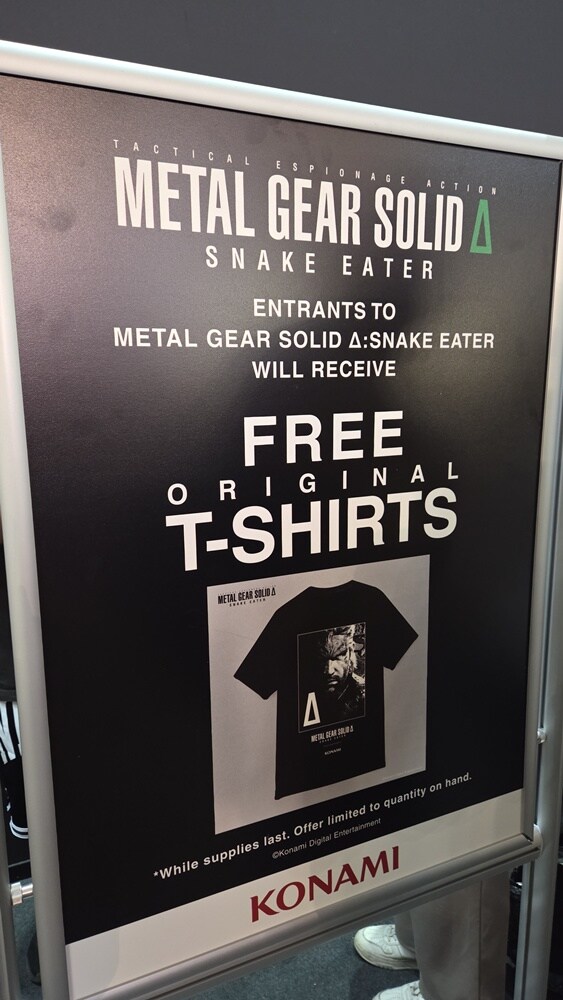 TACTICAL ESPIONAGE ACTION
METAL GEAR SOLID Δ
SNAKE EATER
ENTRANTS TO
METAL GEAR SOLID Δ:SNAKE EATER
WILL RECEIVE
FREE
ORIGINAL
T-SHIRTS
METAL GEAR SOLID Δ
SNAKE EATER
Δ
METAL GEAR SOLID Δ
SNAKE EATER
KONAMI
*While supplies last. Offer limited to quantity on hand.
©Konami Digital Entertainment
KONAMI